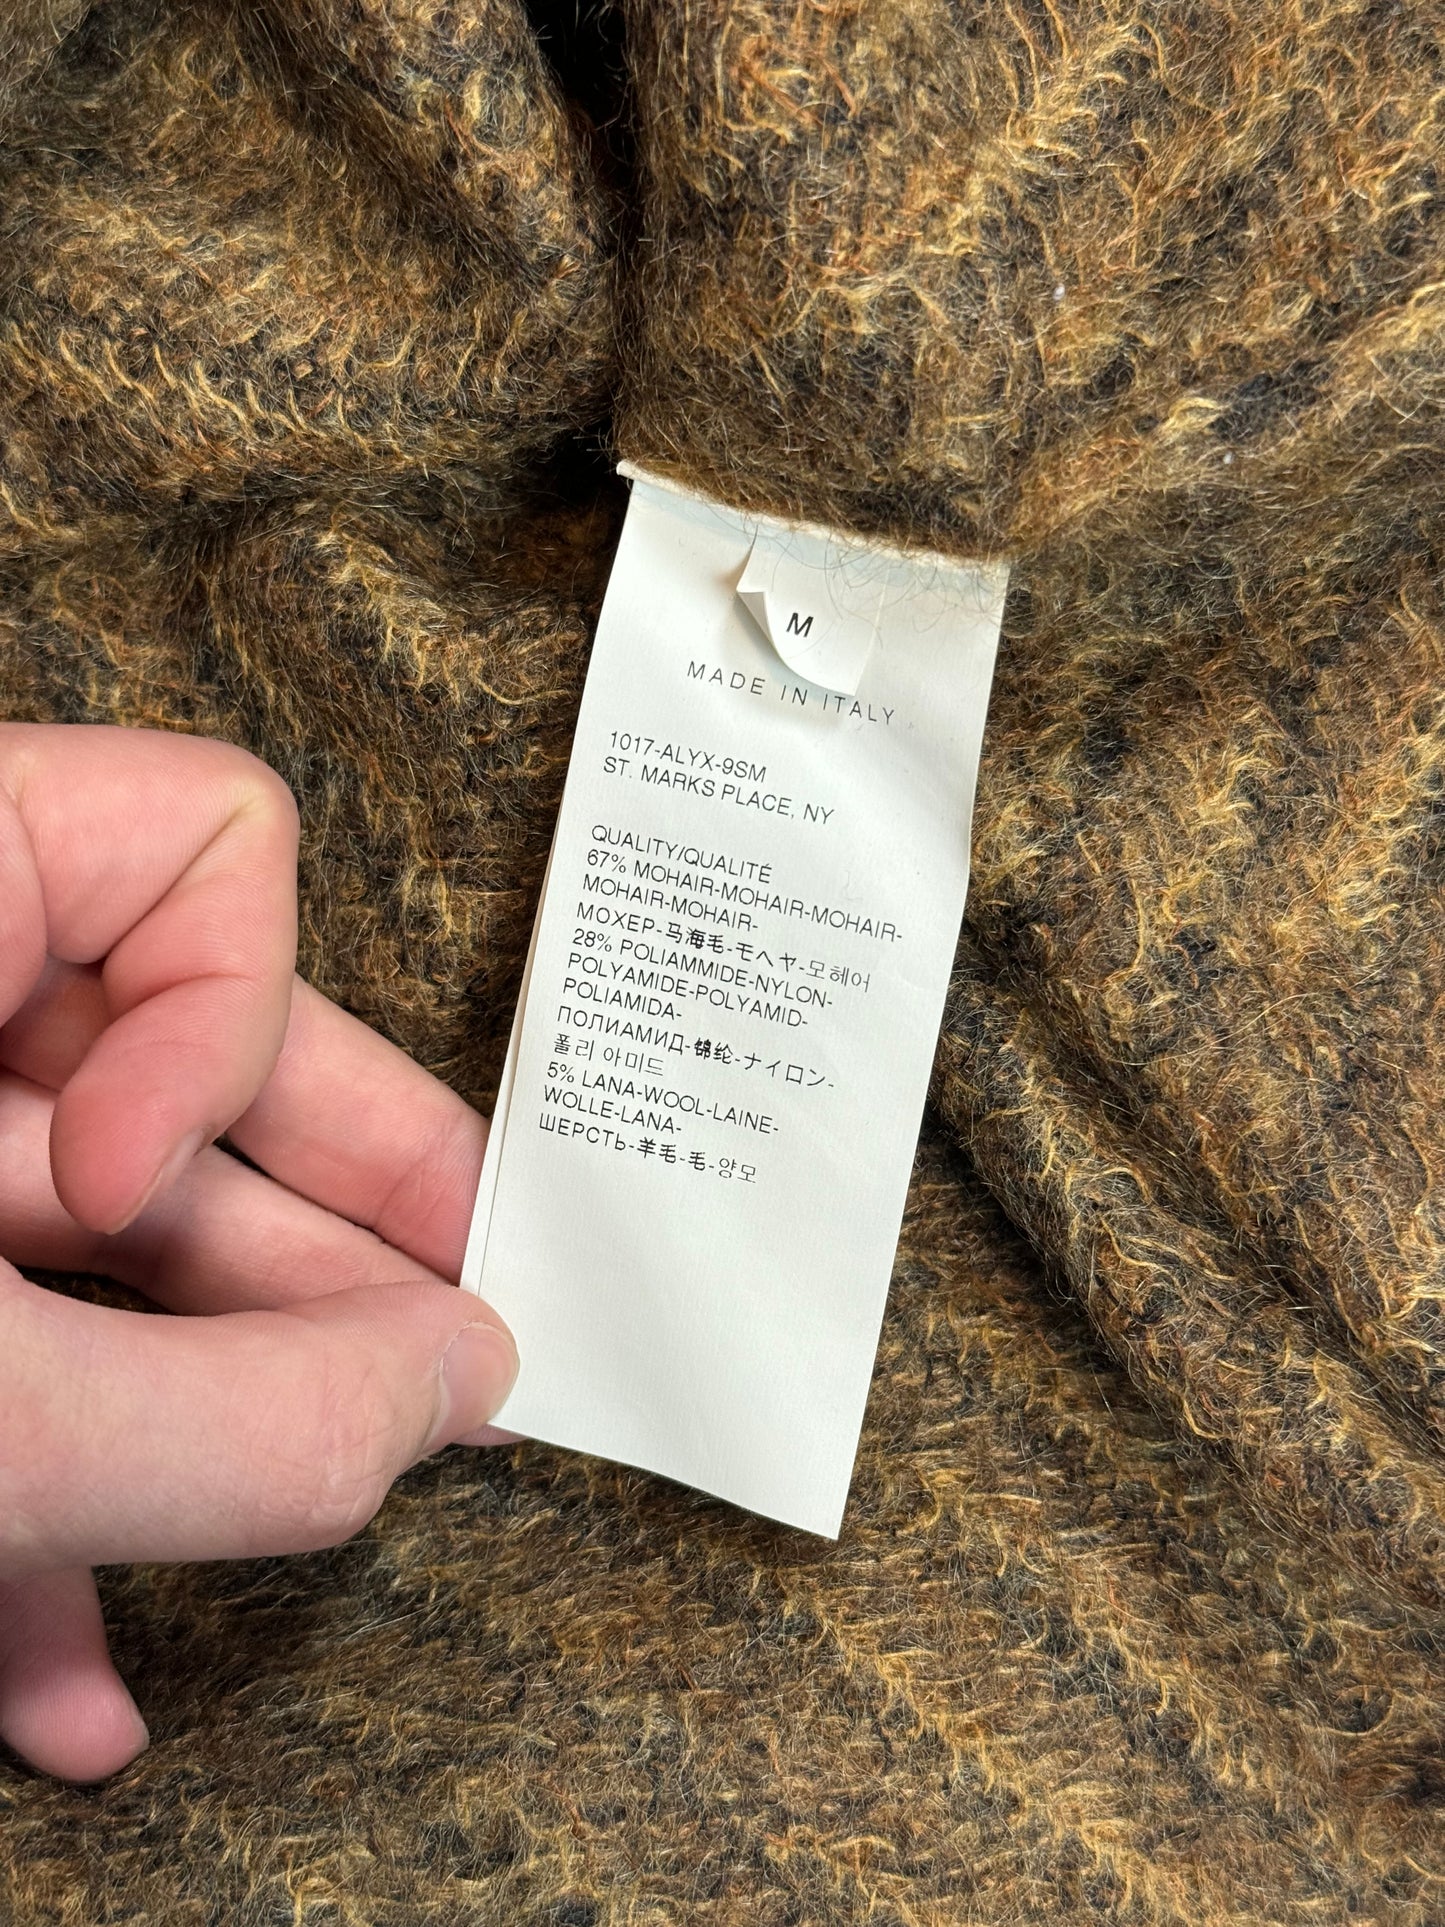 M
MADE IN ITALY
1017-ALYX-9SM
ST. MARKS PLACE, NY
QUALITY/QUALITÉ
67% MOHAIR-MOHAIR-MOHAIR-
MOHAIR-MOHAIR-
МОХЕР-马海毛-モヘヤ-모헤어
28% POLIAMMIDE-NYLON-
POLYAMIDE-POLYAMID-
POLIAMIDA-
ПОЛИАМИД-锦纶-ナイロン-
폴리 아미드
5% LANA-WOOL-LAINE-
WOLLE-LANA-
ШЕРСТЬ-羊毛-毛-양모